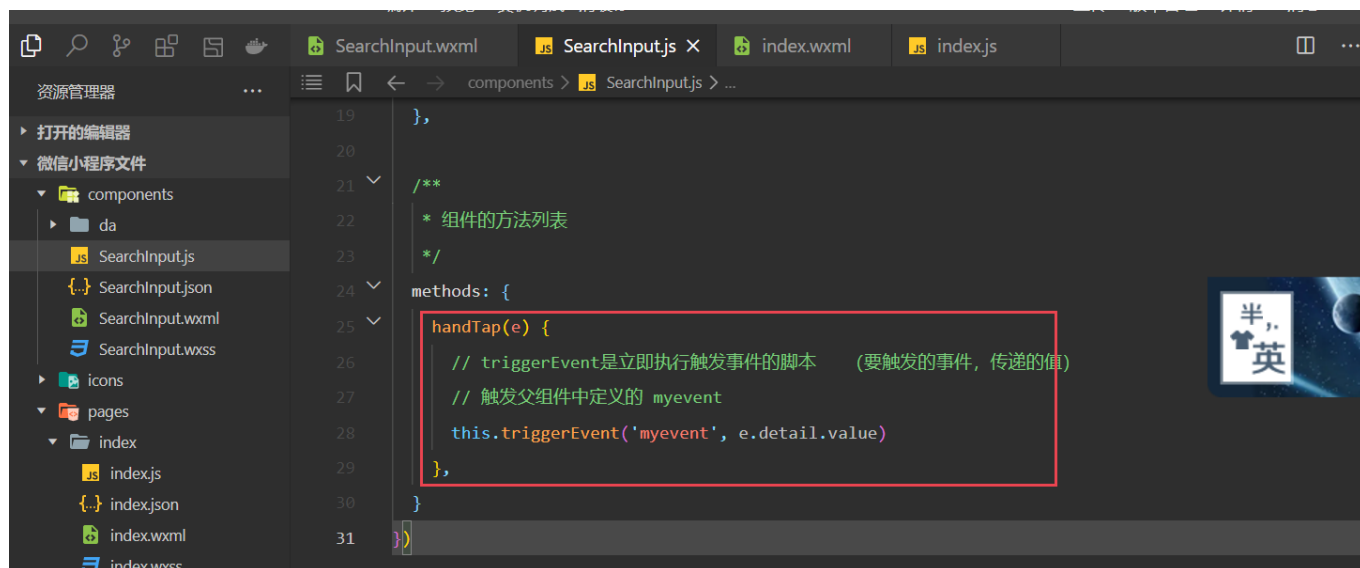 SearchInput.wxml
SearchInput.js
index.wxml
index.js
资源管理器
components > SearchInput.js > ...
打开的编辑器
微信小程序文件
components
da
SearchInput.js
SearchInput.json
SearchInput.wxml
SearchInput.wxss
icons
pages
index
index.js
index.json
index.wxml
index.wxss
19 },
20
21 /**
22 * 组件的方法列表
23 */
24 methods: {
25 handTap(e) {
26 // triggerEvent是立即执行触发事件的脚本 (要触发的事件, 传递的值)
27 // 触发父组件中定义的 myevent
28 this.triggerEvent('myevent', e.detail.value)
29 },
30 }
31 })
半,.
英